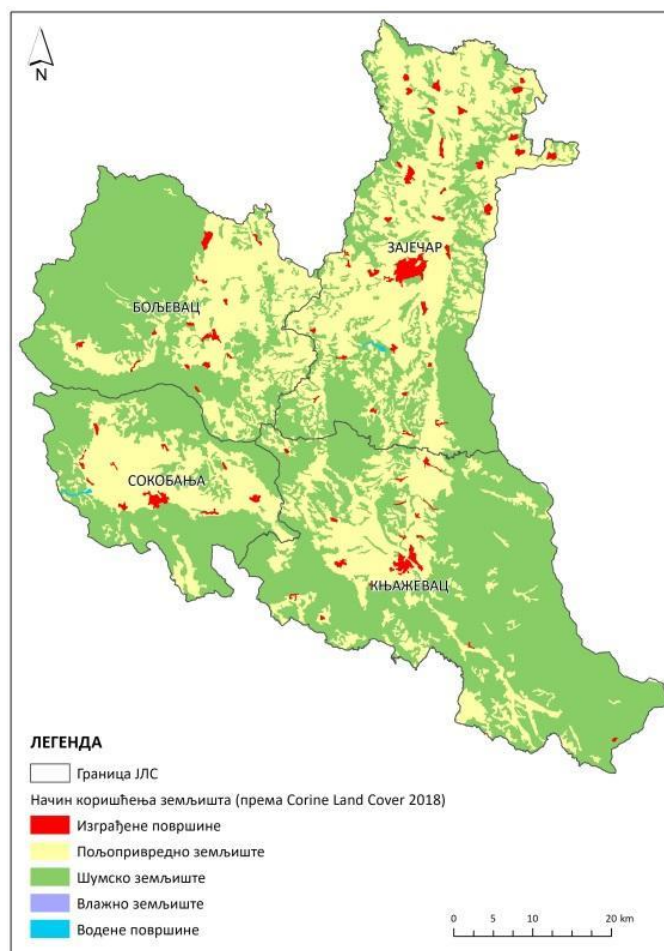 N
ЗАЈЕЧАР
БОЉЕВАЦ
СОКОБАЊА
КЊАЖЕВАЦ
ЛЕГЕНДА
Граница ЈЛС
Начин коришћења земљишта (према Corine Land Cover 2018)
Изграђене површине
Пољопривредно земљиште
Шумско земљиште
Влажно земљиште
Водене површине
0 5 10 20 km